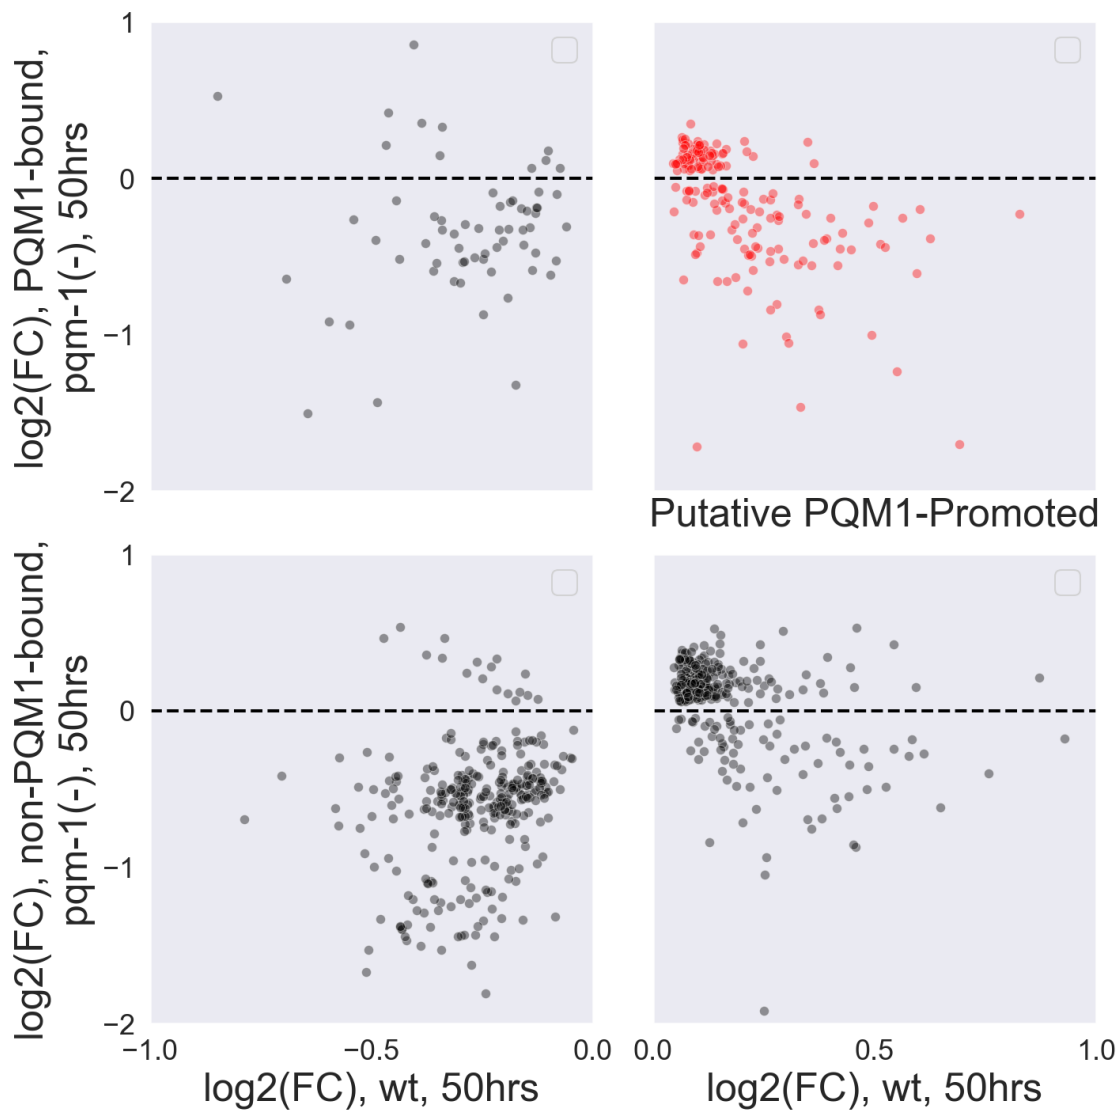 log2(FC), PQM1-bound,
pqm-1(-), 50hrs
1
0
−1
−2
Putative PQM1-Promoted
log2(FC), non-PQM1-bound,
pqm-1(-), 50hrs
1
0
−1
−2
−1.0 −0.5 0.0 0.0 0.5 1.0
log2(FC), wt, 50hrs log2(FC), wt, 50hrs